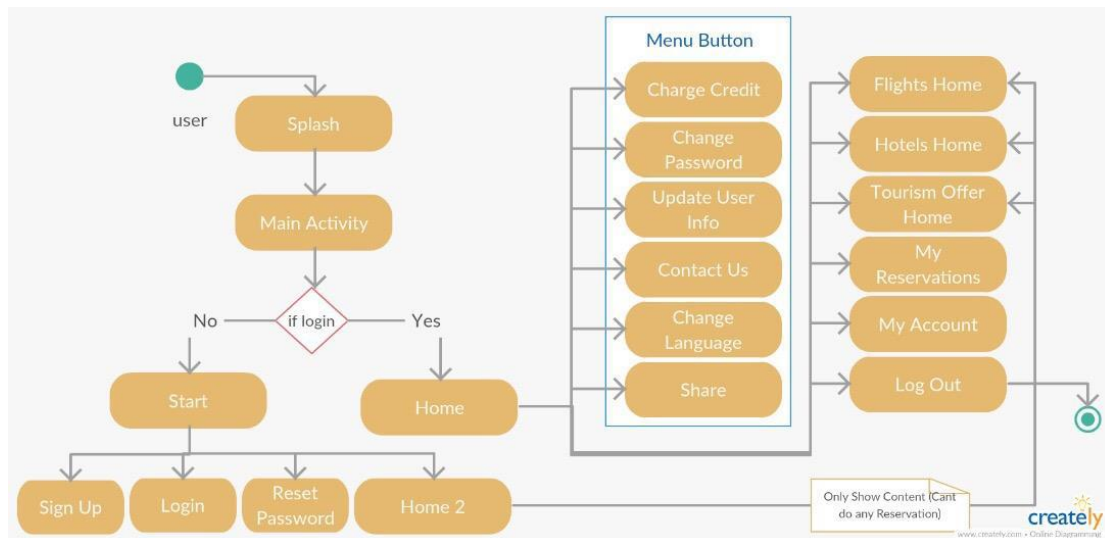 user
Splash
Main Activity
if login
No
Yes
Start
Home
Sign Up
Login
Reset
Password
Home 2
Menu Button
Charge Credit
Change
Password
Update User
Info
Contact Us
Change
Language
Share
Flights Home
Hotels Home
Tourism Offer
Home
My
Reservations
My Account
Log Out
Only Show Content (Cant
do any Reservation)
creately
www.creately.com • Online Diagramming